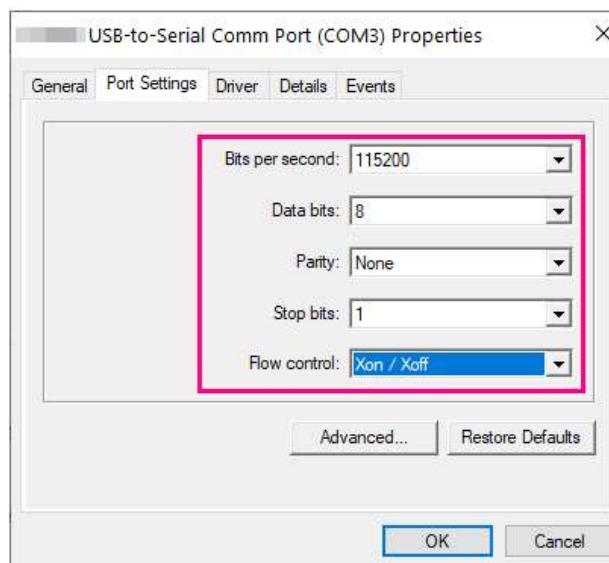 USB-to-Serial Comm Port (COM3) Properties
General Port Settings Driver Details Events
Bits per second: 115200
Data bits: 8
Parity: None
Stop bits: 1
Flow control: Xon / Xoff
Advanced... Restore Defaults
OK Cancel